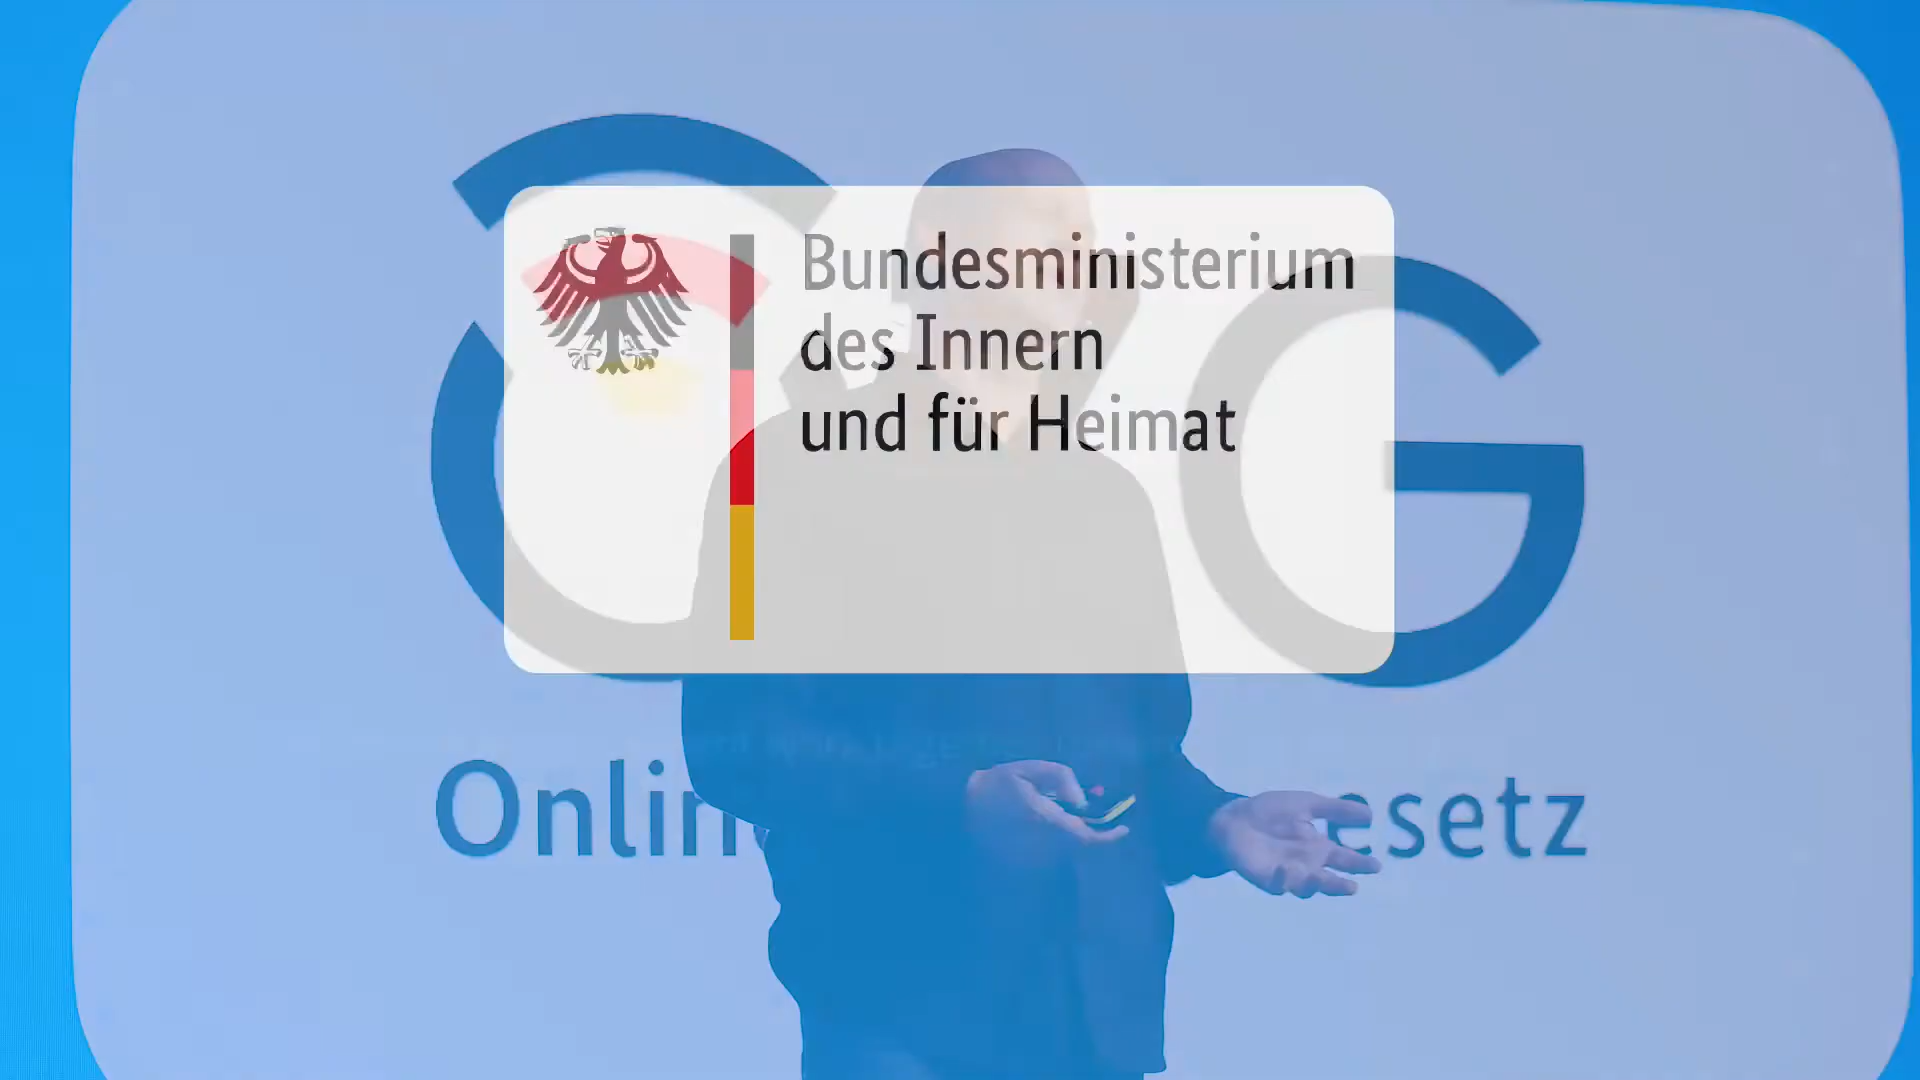 Bundesministerium
des Innern
und für Heimat
G
Onlin
esetz